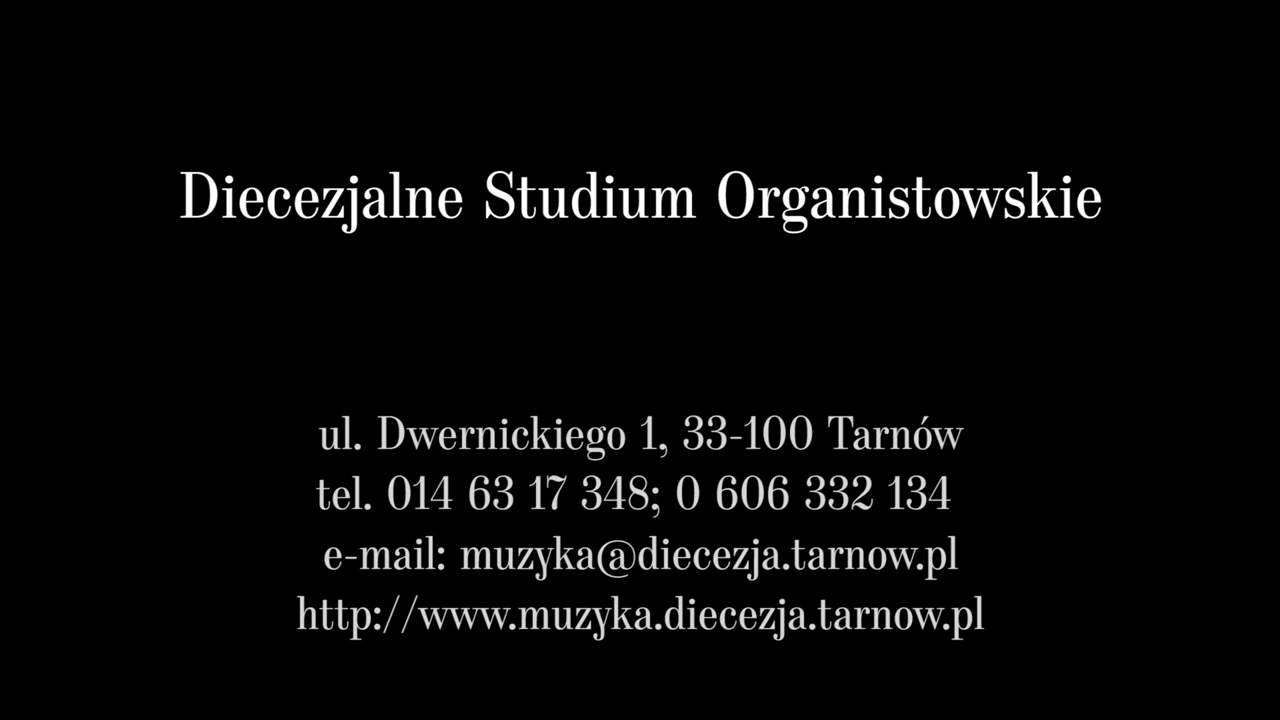 Diecezjalne Studium Organistowskie
ul. Dwernickiego 1, 33-100 Tarnów
tel. 014 63 17 348; 0 606 332 134
e-mail: muzyka@diecezja.tarnow.pl
http://www.muzyka.diecezja.tarnow.pl